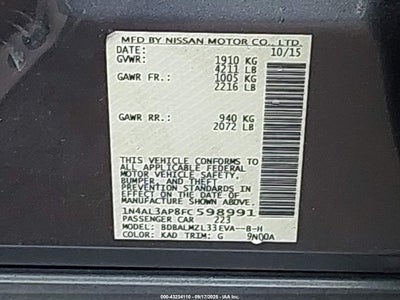 MFD BY NISSAN MOTOR CO., LTD.
DATE: 10/15
GVWR: 1910 KG
4211 LB
GAWR FR.: 1005 KG
2216 LB
GAWR RR.: 940 KG
2072 LB
THIS VEHICLE CONFORMS TO
ALL APPLICABLE FEDERAL
MOTOR VEHICLE SAFETY,
BUMPER, AND THEFT
PREVENTION STANDARDS IN
EFFECT ON THE DATE OF
MANUFACTURE SHOWN ABOVE.
1N4AL3AP8FC598991
PASSENGER CAR 223
MODEL: BDBALMZL33EVA--B-H
COLOR: KAD TRIM: G 9N00A
000-43234110 - (09/17/2025) - IAAI.COM